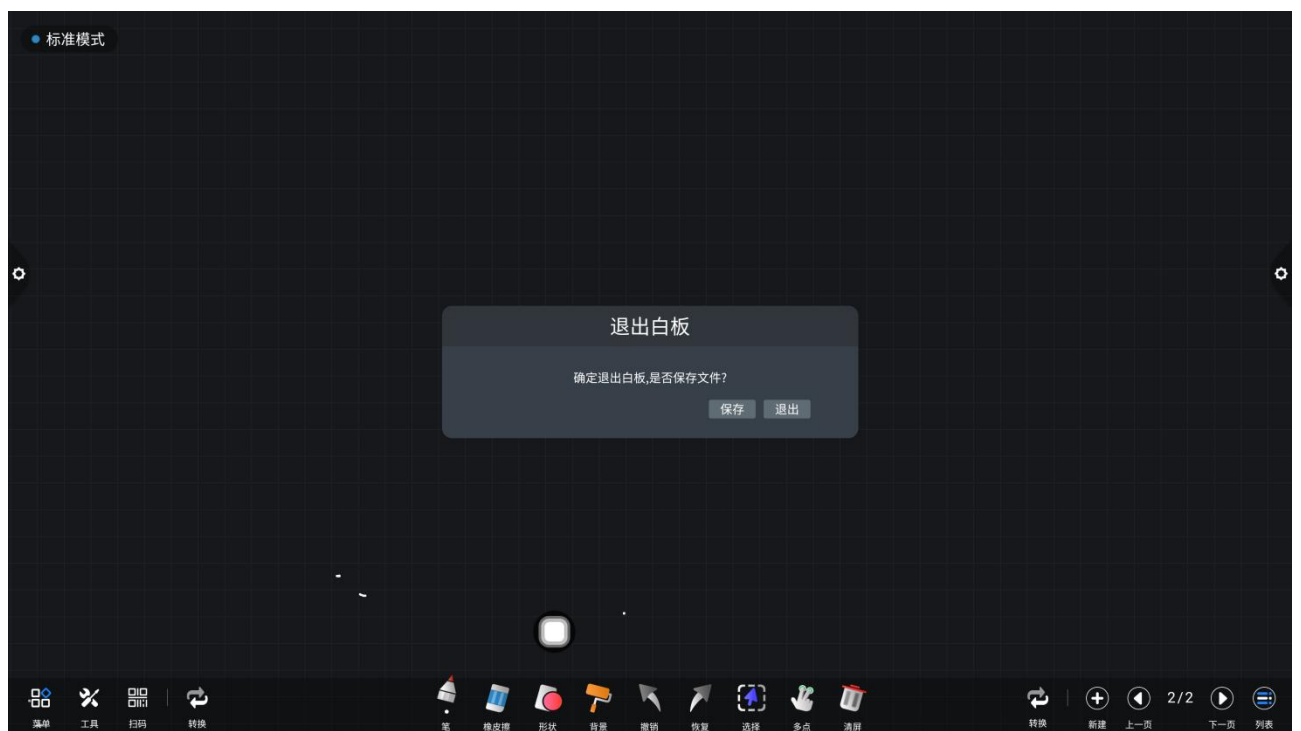 标准模式
退出白板
确定退出白板,是否保存文件?
保存 退出
菜单 工具 扫码 转换 笔 橡皮擦 形状 背景 撤销 恢复 选择 多点 清屏 转换 新建 上一页 2/2 下一页 列表